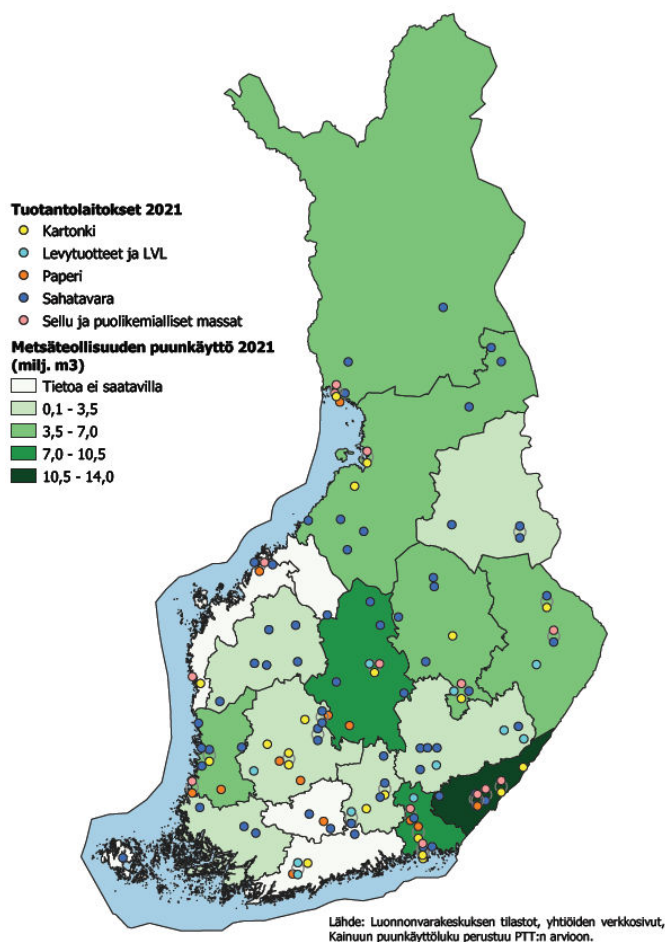 Tuotantolaitokset 2021
Kartonki
Levytuotteet ja LVL
Paperi
Sahatavara
Sellu ja puolikemialliset massat
Metsäteollisuuden puunkäyttö 2021
(milj. m3)
Tietoa ei saatavilla
0,1 - 3,5
3,5 - 7,0
7,0 - 10,5
10,5 - 14,0
Lähde: Luonnonvarakeskuksen tilastot, yhtiöiden verkkosivut,
Kainuun puunkäyttöluku perustuu PTT:n arvioon.